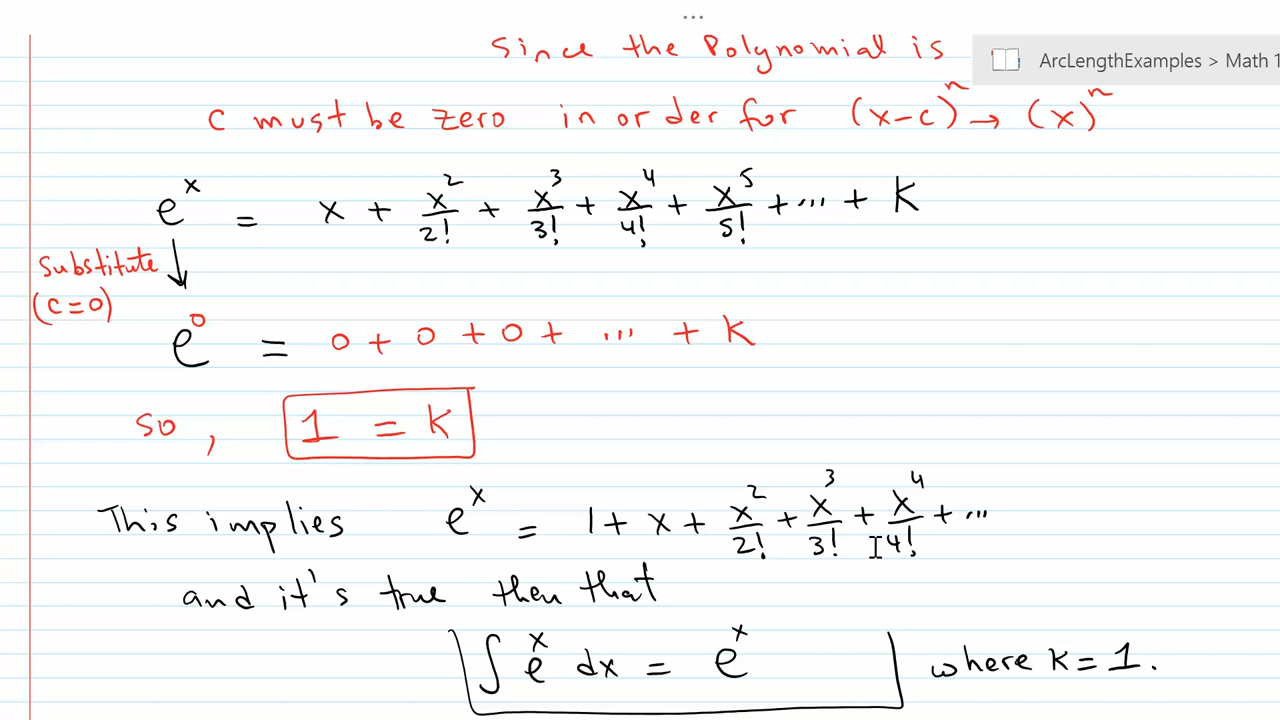 ...
since the Polynomial is
ArcLengthExamples > Math 1
c must be zero in order for (x-c)^n → (x)^n
e^x = x + x^2/2! + x^3/3! + x^4/4! + x^5/5! + ... + K
Substitute
(c=0)
e^0 = 0 + 0 + 0 + ... + K
so, 1 = K
This implies e^x = 1 + x + x^2/2! + x^3/3! + x^4/4! + ...
and it's true then that
∫ e^x dx = e^x where K = 1.